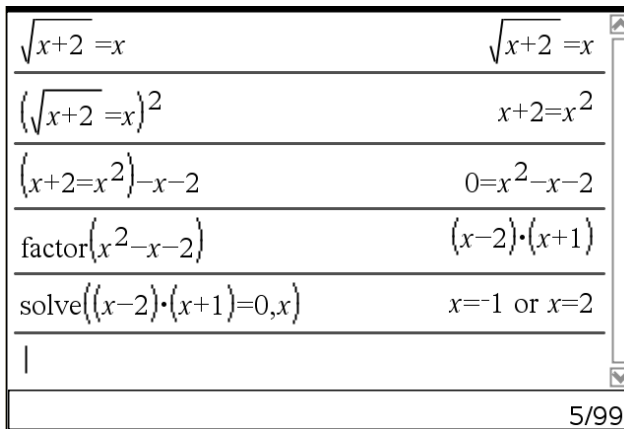 √x+2 =x √x+2 =x
(√x+2 =x)² x+2=x²
(x+2=x²)−x−2 0=x²−x−2
factor(x²−x−2) (x−2)·(x+1)
solve((x−2)·(x+1)=0,x) x=⁻1 or x=2
5/99